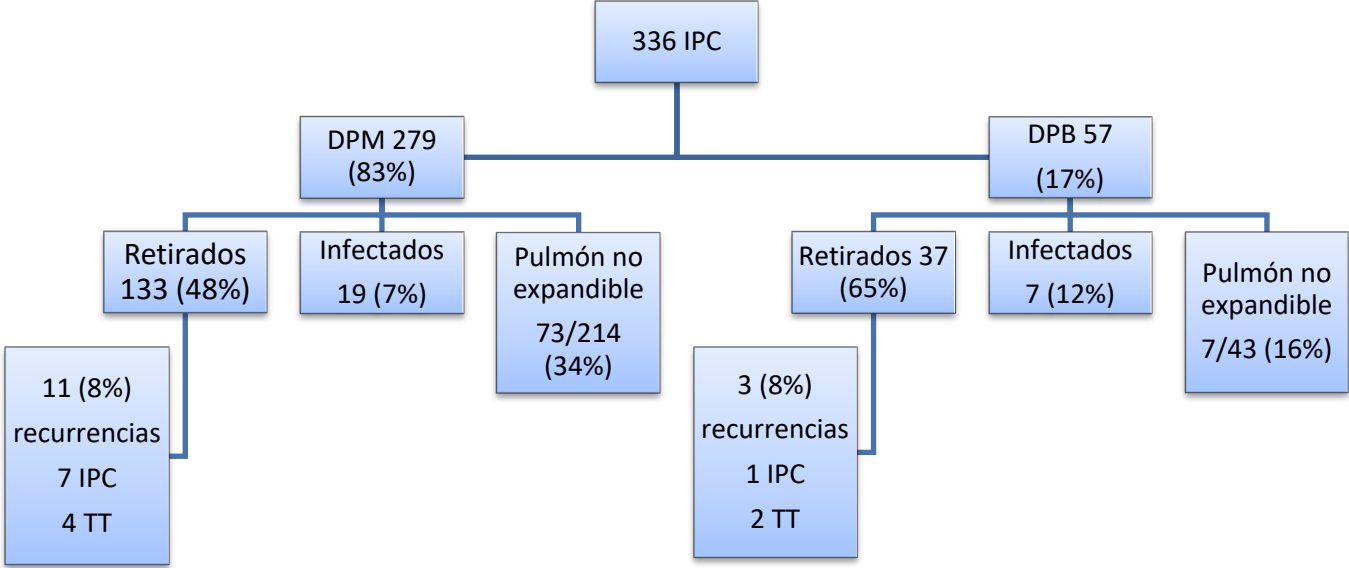 336 IPC
DPM 279
(83%)
DPB 57
(17%)
Retirados
133 (48%)
Infectados
19 (7%)
Pulmón no
expandible
73/214
(34%)
Retirados 37
(65%)
Infectados
7 (12%)
Pulmón no
expandible
7/43 (16%)
11 (8%)
recurrencias
7 IPC
4 TT
3 (8%)
recurrencias
1 IPC
2 TT